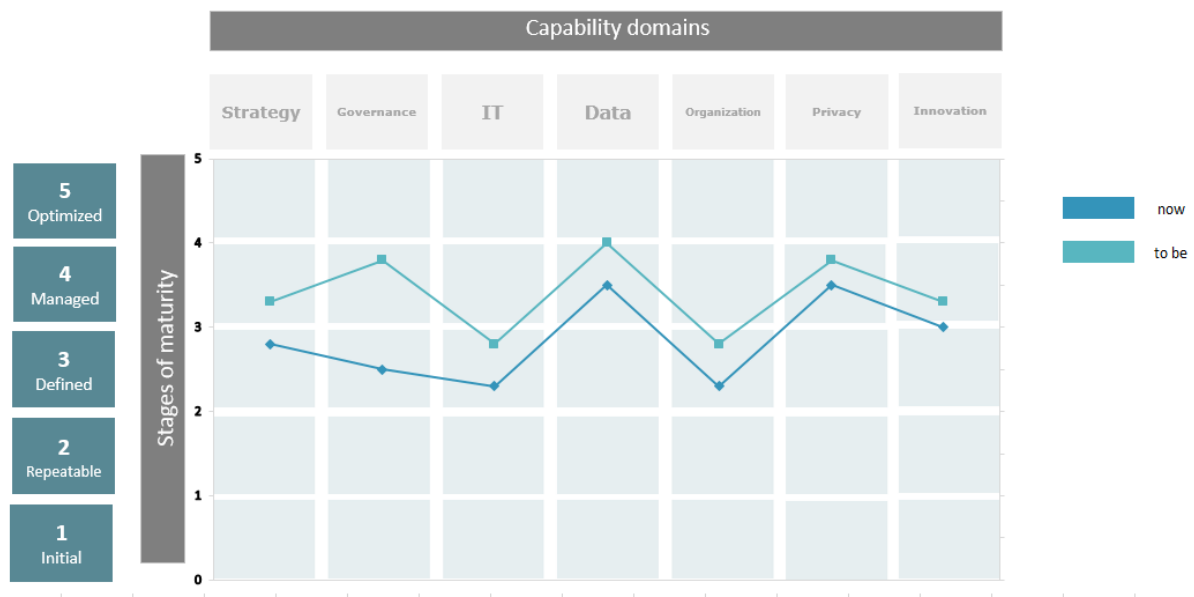 Capability domains
Strategy
Governance
IT
Data
Organization
Privacy
Innovation
5
Optimized
4
Managed
3
Defined
2
Repeatable
1
Initial
Stages of maturity
5
4
3
2
1
0
now
to be